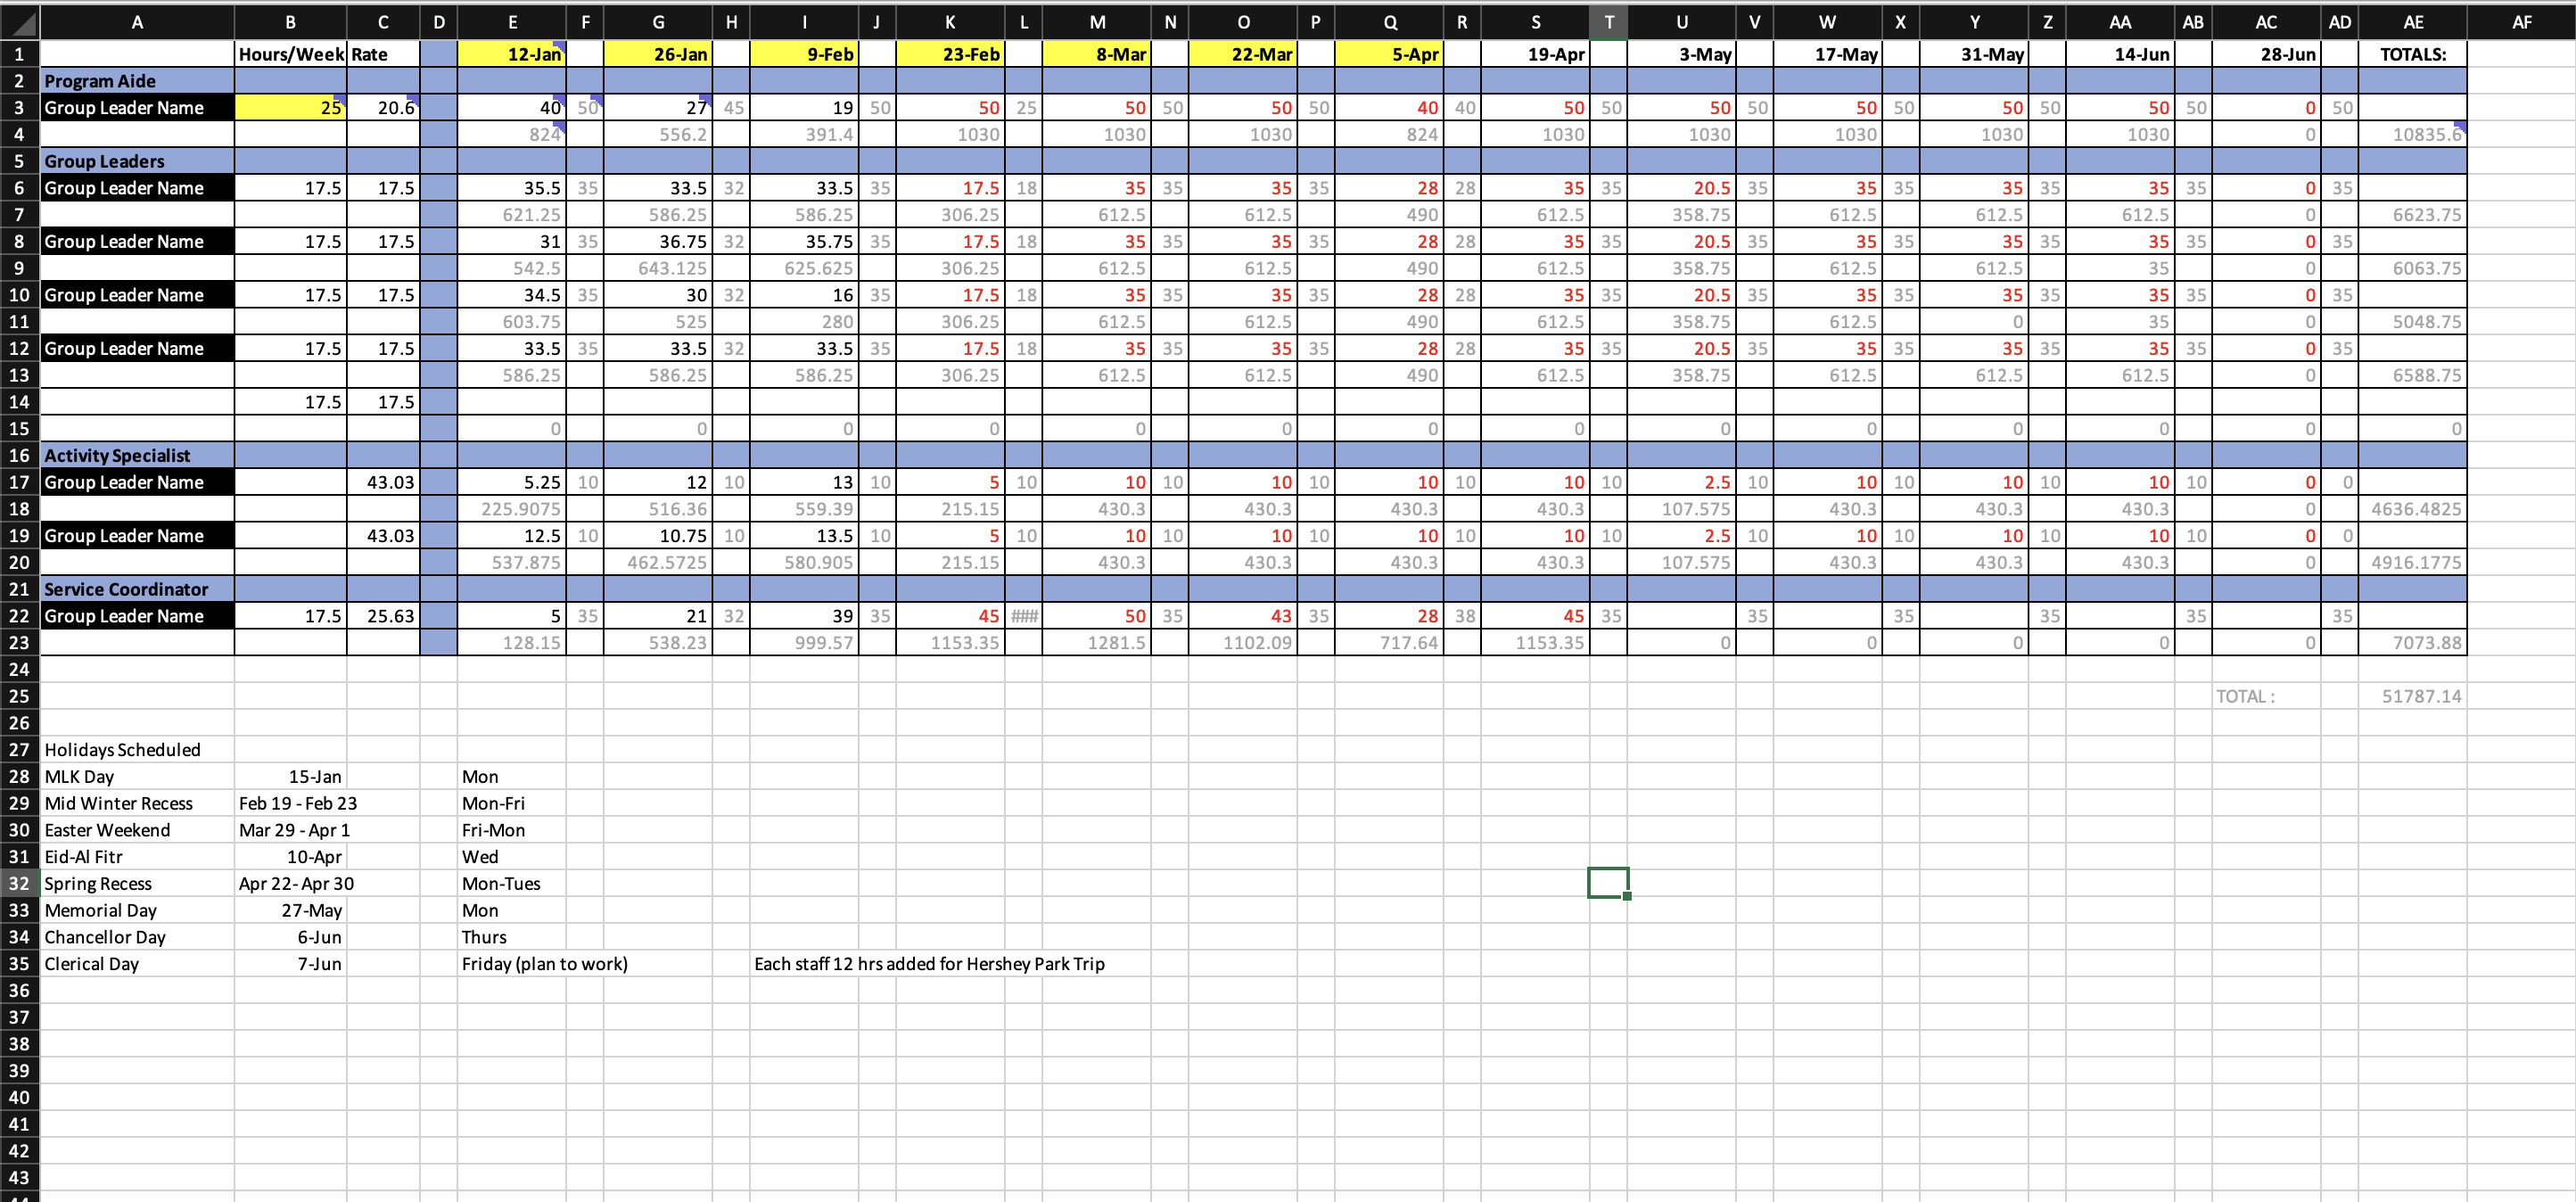 A B C D E F G H I J K L M N O P Q R S T U V W X Y Z AA AB AC AD AE AF
1 Hours/Week Rate 12-Jan 26-Jan 9-Feb 23-Feb 8-Mar 22-Mar 5-Apr 19-Apr 3-May 17-May 31-May 14-Jun 28-Jun TOTALS:
2 Program Aide
3 Group Leader Name 25 20.6 40 50 27 45 19 50 50 25 50 50 50 50 40 40 50 50 50 50 50 50 50 50 50 50 0 50
4 824 556.2 391.4 1030 1030 1030 824 1030 1030 1030 1030 1030 0 10835.6
5 Group Leaders
6 Group Leader Name 17.5 17.5 35.5 35 33.5 32 33.5 35 17.5 18 35 35 35 35 28 28 35 35 20.5 35 35 35 35 35 35 35 0 35
7 621.25 586.25 586.25 306.25 612.5 612.5 490 612.5 358.75 612.5 612.5 612.5 0 6623.75
8 Group Leader Name 17.5 17.5 31 35 36.75 32 35.75 35 17.5 18 35 35 35 35 28 28 35 35 20.5 35 35 35 35 35 35 35 0 35
9 542.5 643.125 625.625 306.25 612.5 612.5 490 612.5 358.75 612.5 612.5 35 0 6063.75
10 Group Leader Name 17.5 17.5 34.5 35 30 32 16 35 17.5 18 35 35 35 35 28 28 35 35 20.5 35 35 35 35 35 35 35 0 35
11 603.75 525 280 306.25 612.5 612.5 490 612.5 358.75 612.5 0 35 0 5048.75
12 Group Leader Name 17.5 17.5 33.5 35 33.5 32 33.5 35 17.5 18 35 35 35 35 28 28 35 35 20.5 35 35 35 35 35 35 35 0 35
13 586.25 586.25 586.25 306.25 612.5 612.5 490 612.5 358.75 612.5 612.5 612.5 0 6588.75
14 17.5 17.5
15 0 0 0 0 0 0 0 0 0 0 0 0 0 0
16 Activity Specialist
17 Group Leader Name 43.03 5.25 10 12 10 13 10 5 10 10 10 10 10 10 10 10 10 2.5 10 10 10 10 10 10 10 0 0
18 225.9075 516.36 559.39 215.15 430.3 430.3 430.3 430.3 107.575 430.3 430.3 430.3 0 4636.4825
19 Group Leader Name 43.03 12.5 10 10.75 10 13.5 10 5 10 10 10 10 10 10 10 10 10 2.5 10 10 10 10 10 10 10 0 0
20 537.875 462.5725 580.905 215.15 430.3 430.3 430.3 430.3 107.575 430.3 430.3 430.3 0 4916.1775
21 Service Coordinator
22 Group Leader Name 17.5 25.63 5 35 21 32 39 35 45 ### 50 35 43 35 28 38 45 35 35 35 35 35 35
23 128.15 538.23 999.57 1153.35 1281.5 1102.09 717.64 1153.35 0 0 0 0 0 7073.88
24
25 TOTAL : 51787.14
26
27 Holidays Scheduled
28 MLK Day 15-Jan Mon
29 Mid Winter Recess Feb 19 - Feb 23 Mon-Fri
30 Easter Weekend Mar 29 - Apr 1 Fri-Mon
31 Eid-Al Fitr 10-Apr Wed
32 Spring Recess Apr 22- Apr 30 Mon-Tues
33 Memorial Day 27-May Mon
34 Chancellor Day 6-Jun Thurs
35 Clerical Day 7-Jun Friday (plan to work) Each staff 12 hrs added for Hershey Park Trip
36
37
38
39
40
41
42
43